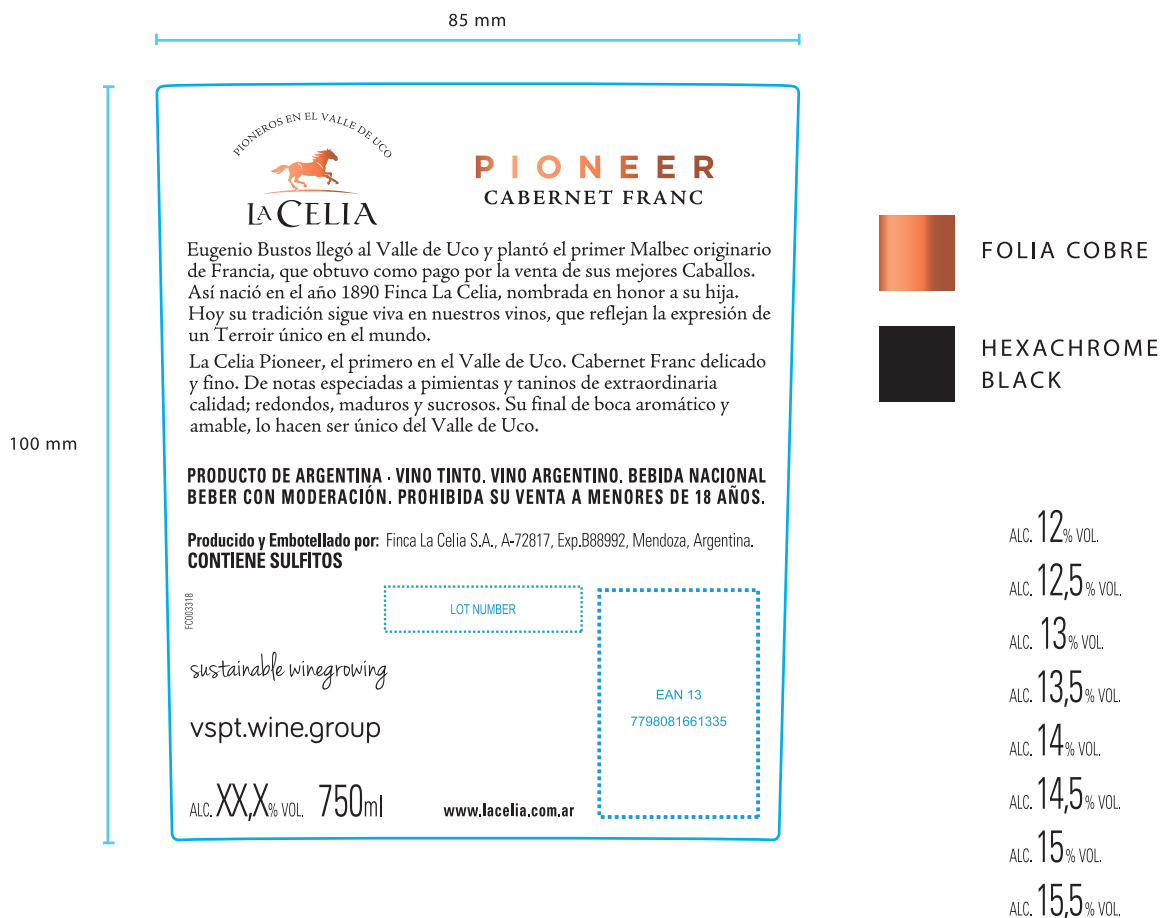 85 mm
100 mm
PIONEROS EN EL VALLE DE UCO
LA CELIA
PIONEER
CABERNET FRANC
Eugenio Bustos llegó al Valle de Uco y plantó el primer Malbec originario
de Francia, que obtuvo como pago por la venta de sus mejores Caballos.
Así nació en el año 1890 Finca La Celia, nombrada en honor a su hija.
Hoy su tradición sigue viva en nuestros vinos, que reflejan la expresión de
un Terroir único en el mundo.
La Celia Pioneer, el primero en el Valle de Uco. Cabernet Franc delicado
y fino. De notas especiadas a pimientas y taninos de extraordinaria
calidad; redondos, maduros y sucrosos. Su final de boca aromático y
amable, lo hacen ser único del Valle de Uco.
PRODUCTO DE ARGENTINA · VINO TINTO. VINO ARGENTINO. BEBIDA NACIONAL
BEBER CON MODERACIÓN. PROHIBIDA SU VENTA A MENORES DE 18 AÑOS.
Producido y Embotellado por: Finca La Celia S.A., A-72817, Exp.B88992, Mendoza, Argentina.
CONTIENE SULFITOS
FC003318
LOT NUMBER
sustainable winegrowing
vspt.wine.group
EAN 13
7798081661335
ALC. XX,X% VOL. 750ml
www.lacelia.com.ar
FOLIA COBRE
HEXACHROME
BLACK
ALC. 12% VOL.
ALC. 12,5% VOL.
ALC. 13% VOL.
ALC. 13,5% VOL.
ALC. 14% VOL.
ALC. 14,5% VOL.
ALC. 15% VOL.
ALC. 15,5% VOL.